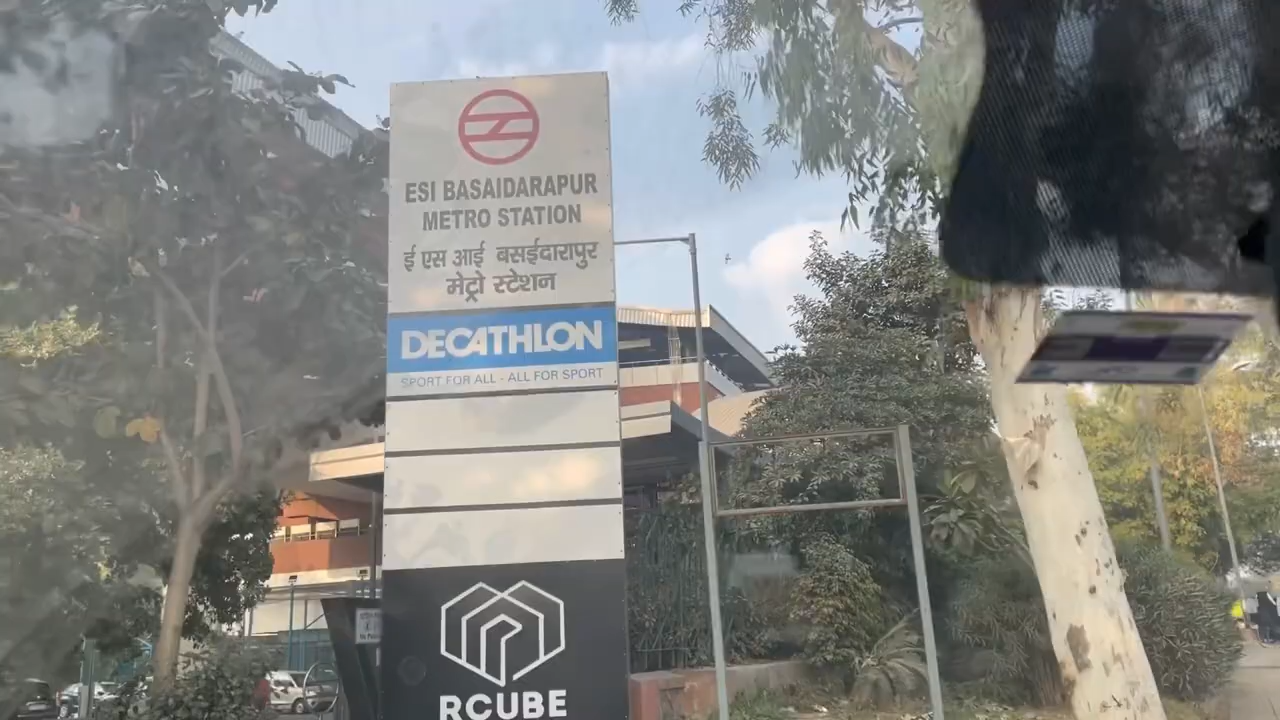 ESI BASAIDARAPUR
METRO STATION
ई एस आई बसईदारापुर
मेट्रो स्टेशन
DECATHLON
SPORT FOR ALL - ALL FOR SPORT
RCUBE